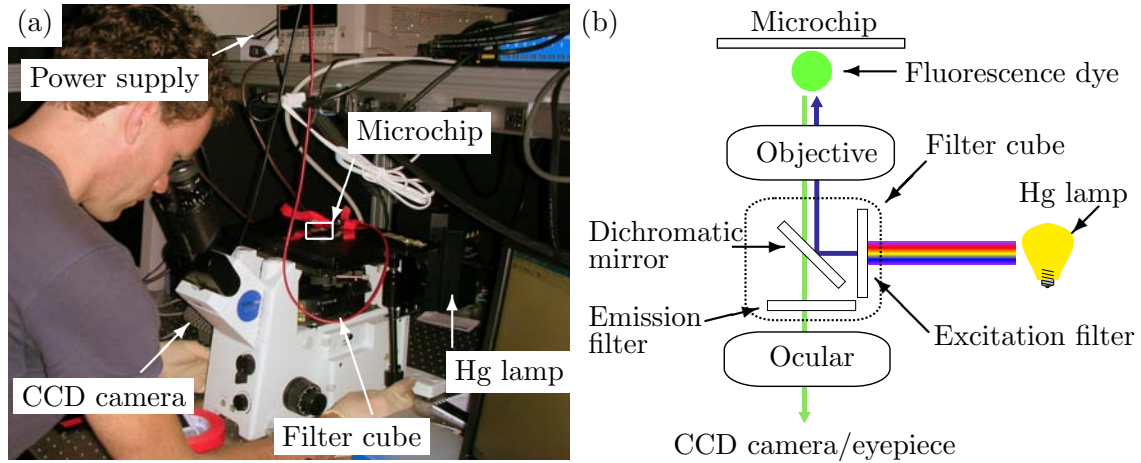 (a)
Power supply
Microchip
CCD camera
Hg lamp
Filter cube
(b)
Microchip
Fluorescence dye
Objective
Filter cube
Hg lamp
Dichromatic
mirror
Emission
filter
Excitation filter
Ocular
CCD camera/eyepiece